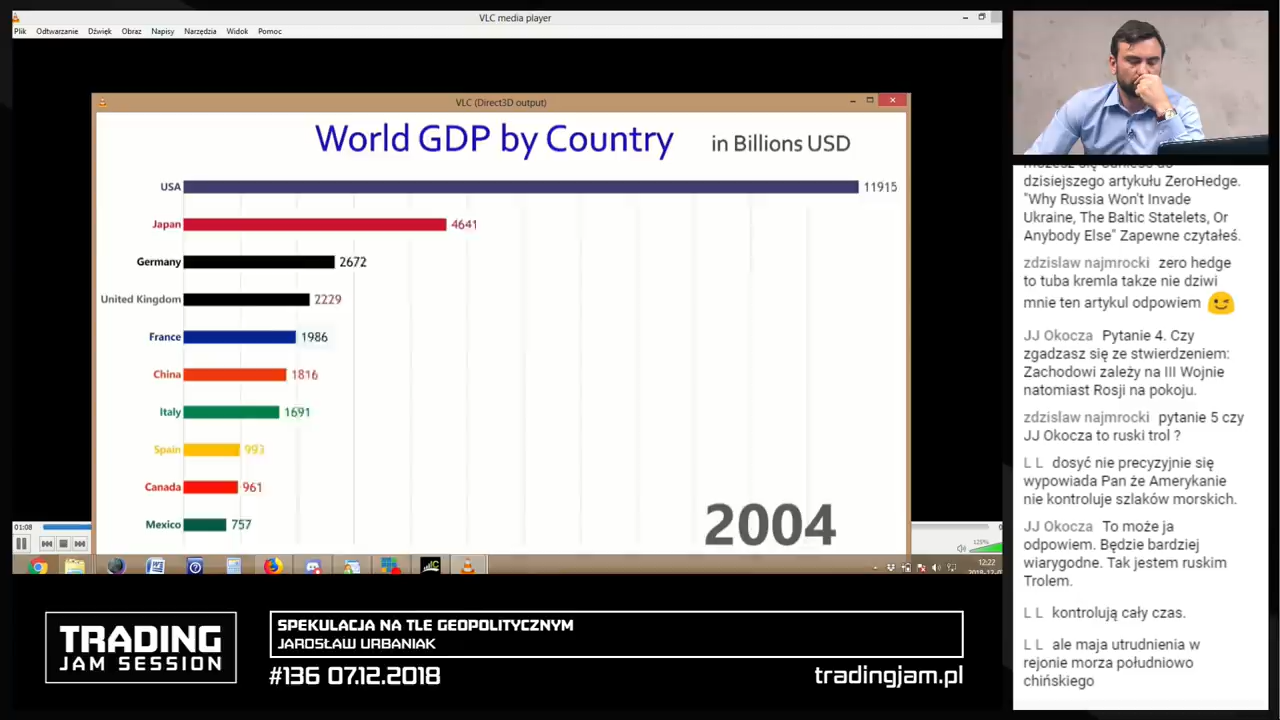 VLC media player
Plik Odtwarzanie Dźwięk Obraz Napisy Narzędzia Widok Pomoc
VLC (Direct3D output)
World GDP by Country in Billions USD
USA 11915
Japan 4641
Germany 2672
United Kingdom 2229
France 1986
China 1816
Italy 1691
Spain 993
Canada 961
Mexico 757
2004
01:08
125%
12:22
TRADING
JAM SESSION
SPEKULACJA NA TLE GEOPOLITYCZNYM
JAROSŁAW URBANIAK
#136 07.12.2018
tradingjam.pl
dzisiejszego artykułu ZeroHedge.
"Why Russia Won't Invade
Ukraine, The Baltic Statelets, Or
Anybody Else" Zapewne czytałeś.
zdzislaw najmrocki zero hedge
to tuba kremla takze nie dziwi
mnie ten artykul odpowiem 😉
JJ Okocza Pytanie 4. Czy
zgadzasz się ze stwierdzeniem:
Zachodowi zależy na III Wojnie
natomiast Rosji na pokoju.
zdzislaw najmrocki pytanie 5 czy
JJ Okocza to ruski trol ?
L L dosyć nie precyzyjnie się
wypowiada Pan że Amerykanie
nie kontroluje szlaków morskich.
JJ Okocza To może ja
odpowiem. Będzie bardziej
wiarygodne. Tak jestem ruskim
Trolem.
L L kontrolują cały czas.
L L ale maja utrudnienia w
rejonie morza południowo
chińskiego